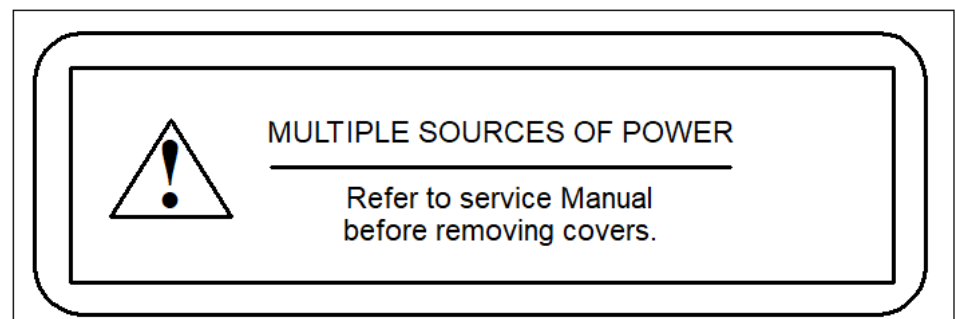 MULTIPLE SOURCES OF POWER
Refer to service Manual
before removing covers.